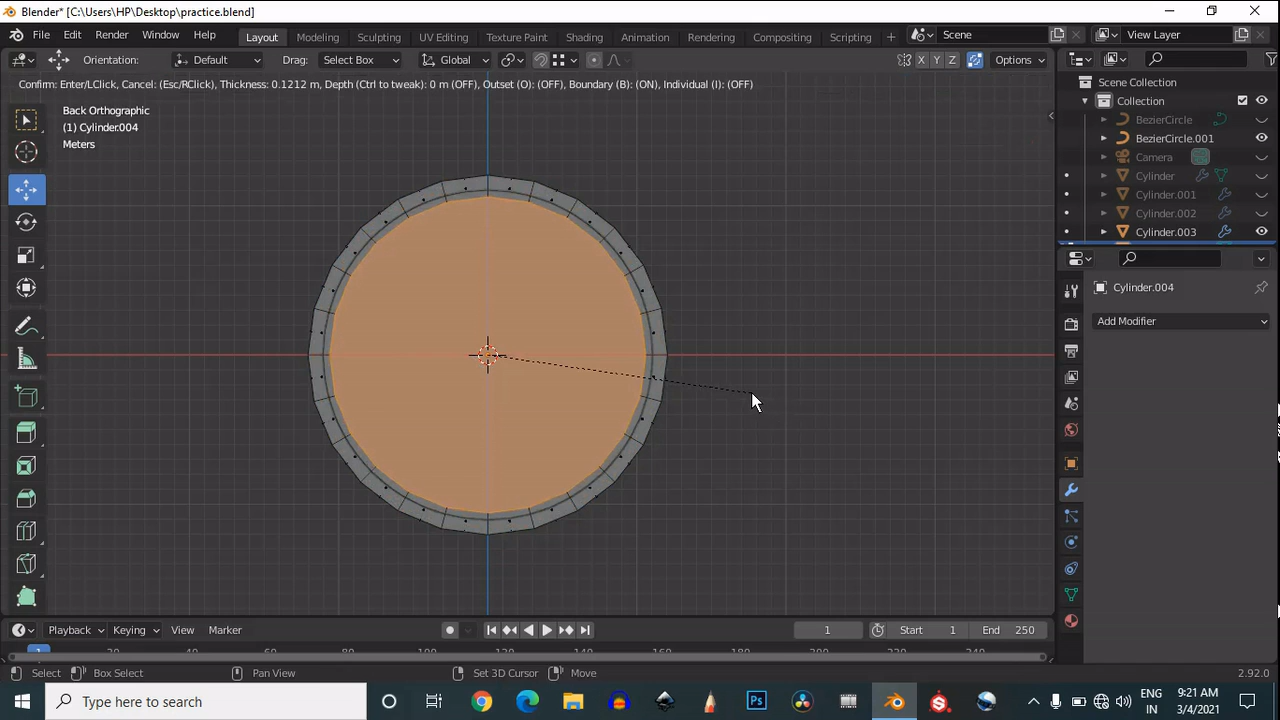 Blender* [C:\Users\HP\Desktop\practice.blend]
File Edit Render Window Help Layout Modeling Sculpting UV Editing Texture Paint Shading Animation Rendering Compositing Scripting + Scene View Layer
Orientation: Default Drag: Select Box Global X Y Z Options
Confirm: Enter/LClick, Cancel: (Esc/RClick), Thickness: 0.1212 m, Depth (Ctrl to tweak): 0 m (OFF), Outset (O): (OFF), Boundary (B): (ON), Individual (I): (OFF)
Scene Collection
Back Orthographic
Collection
(1) Cylinder.004
BezierCircle
Meters
BezierCircle.001
Camera
Cylinder
Cylinder.001
Cylinder.002
Cylinder.003
Cylinder.004
Add Modifier
Playback Keying View Marker 1 Start 1 End 250
Select Box Select Pan View Set 3D Cursor Move 2.92.0
Type here to search
ENG
IN
9:21 AM
3/4/2021